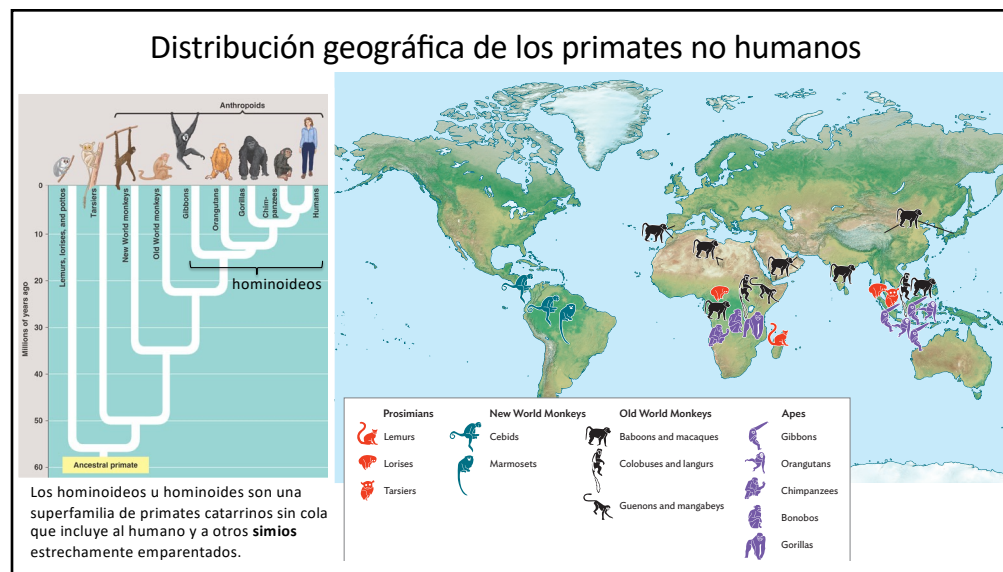 Distribución geográfica de los primates no humanos
Anthropoids
0
10
20
30
40
50
60
Millions of years ago
Lemurs, lorises, and pottos
Tarsiers
New World monkeys
Old World monkeys
Gibbons
Orangutans
Gorillas
Chim-
panzees
Humans
hominoideos
Ancestral primate
Los hominoideos u hominoides son una
superfamilia de primates catarrinos sin cola
que incluye al humano y a otros simios
estrechamente emparentados.
Prosimians
Lemurs
Lorises
Tarsiers
New World Monkeys
Cebids
Marmosets
Old World Monkeys
Baboons and macaques
Colobuses and langurs
Guenons and mangabeys
Apes
Gibbons
Orangutans
Chimpanzees
Bonobos
Gorillas